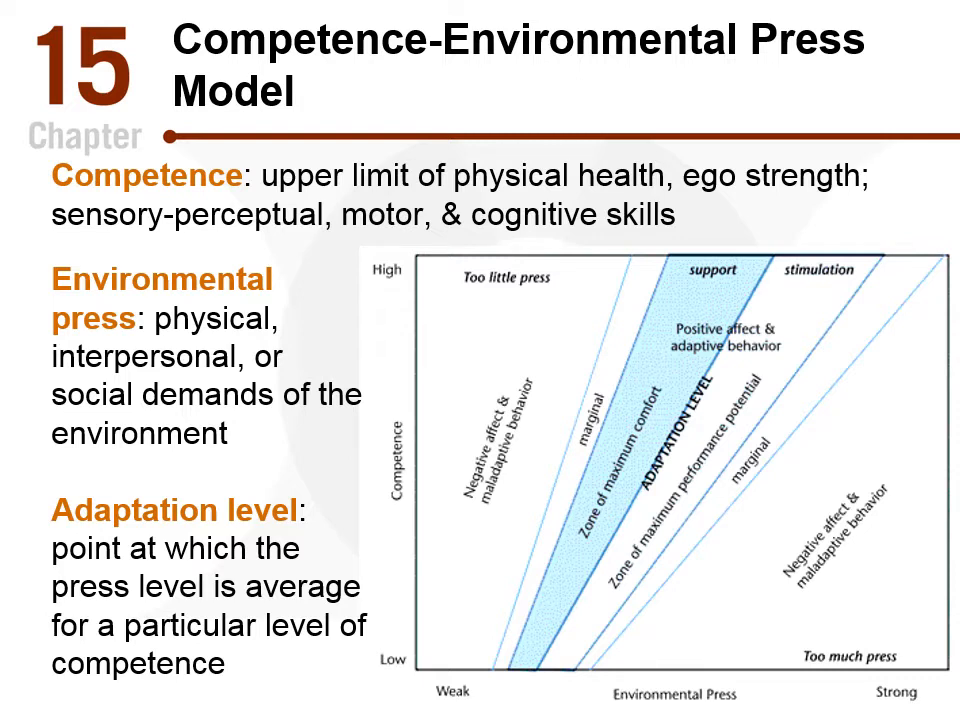 15
Chapter
Competence-Environmental Press
Model
Competence: upper limit of physical health, ego strength;
sensory-perceptual, motor, & cognitive skills
Environmental
press: physical,
interpersonal, or
social demands of the
environment
Adaptation level:
point at which the
press level is average
for a particular level of
competence
High
Too little press
support
stimulation
Positive affect &
adaptive behavior
Negative affect &
maladaptive behavior
marginal
Zone of maximum comfort
ADAPTATION LEVEL
Zone of maximum performance potential
marginal
Negative affect &
maladaptive behavior
Competence
Low
Too much press
Weak
Environmental Press
Strong